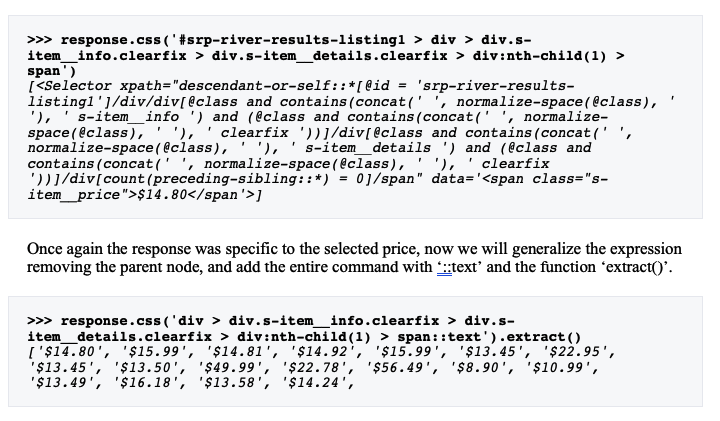 >>> response.css('#srp-river-results-listing1 > div > div.s-
item__info.clearfix > div.s-item__details.clearfix > div:nth-child(1) >
span')
[<Selector xpath="descendant-or-self::*[@id = 'srp-river-results-
listing1']/div/div[@class and contains(concat(' ', normalize-space(@class), '
'), ' s-item__info ') and (@class and contains(concat(' ', normalize-
space(@class), ' '), ' clearfix '))]/div[@class and contains(concat(' ',
normalize-space(@class), ' '), ' s-item__details ') and (@class and
contains(concat(' ', normalize-space(@class), ' '), ' clearfix
'))]/div[count(preceding-sibling::*) = 0]/span" data='<span class="s-
item__price">$14.80</span'>]
Once again the response was specific to the selected price, now we will generalize the expression
removing the parent node, and add the entire command with ‘::text’ and the function ‘extract()’.
>>> response.css('div > div.s-item__info.clearfix > div.s-
item__details.clearfix > div:nth-child(1) > span::text').extract()
['$14.80', '$15.99', '$14.81', '$14.92', '$15.99', '$13.45', '$22.95',
'$13.45', '$13.50', '$49.99', '$22.78', '$56.49', '$8.90', '$10.99',
'$13.49', '$16.18', '$13.58', '$14.24',